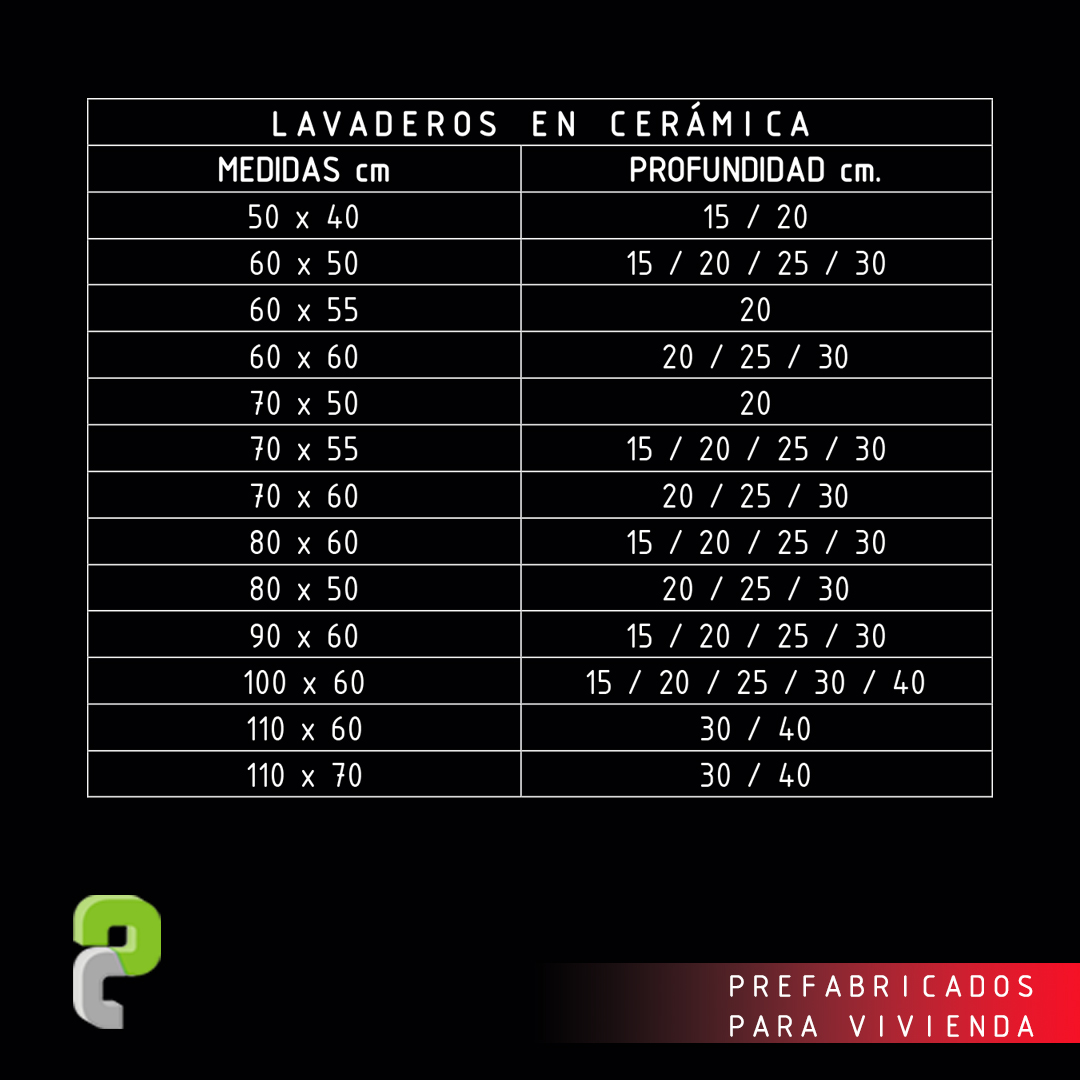 LAVADEROS EN CERÁMICA
MEDIDAS cm PROFUNDIDAD cm.
50 x 40 15 / 20
60 x 50 15 / 20 / 25 / 30
60 x 55 20
60 x 60 20 / 25 / 30
70 x 50 20
70 x 55 15 / 20 / 25 / 30
70 x 60 20 / 25 / 30
80 x 60 15 / 20 / 25 / 30
80 x 50 20 / 25 / 30
90 x 60 15 / 20 / 25 / 30
100 x 60 15 / 20 / 25 / 30 / 40
110 x 60 30 / 40
110 x 70 30 / 40
PREFABRICADOS
PARA VIVIENDA